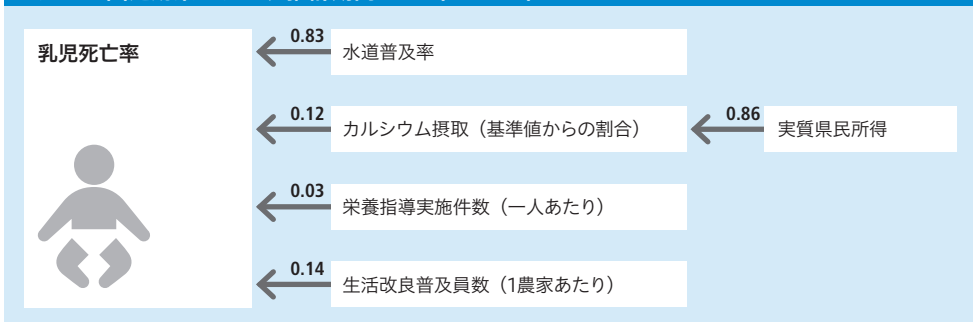 乳児死亡率
0.83
水道普及率
0.12
カルシウム摂取（基準値からの割合）
0.86
実質県民所得
0.03
栄養指導実施件数（一人あたり）
0.14
生活改良普及員数（1農家あたり）